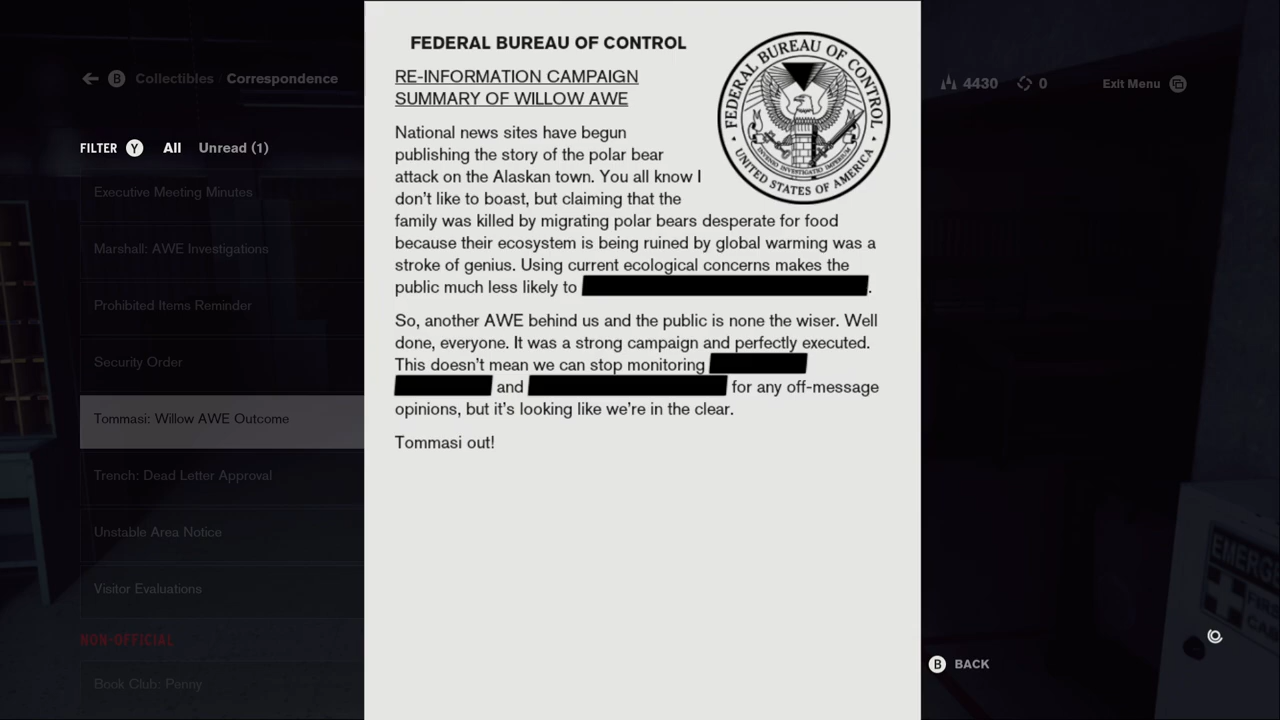 FEDERAL BUREAU OF CONTROL
RE-INFORMATION CAMPAIGN
SUMMARY OF WILLOW AWE
FEDERAL BUREAU OF CONTROL
UNITED STATES OF AMERICA
INVENIO INVESTIGATIO IMPERIUM
National news sites have begun
publishing the story of the polar bear
attack on the Alaskan town. You all know I
don't like to boast, but claiming that the
family was killed by migrating polar bears desperate for food
because their ecosystem is being ruined by global warming was a
stroke of genius. Using current ecological concerns makes the
public much less likely to .
So, another AWE behind us and the public is none the wiser. Well
done, everyone. It was a strong campaign and perfectly executed.
This doesn't mean we can stop monitoring
and for any off-message
opinions, but it's looking like we're in the clear.
Tommasi out!
B Collectibles Correspondence
4430 0 Exit Menu
FILTER Y All Unread (1)
Executive Meeting Minutes
Marshall: AWE Investigations
Prohibited Items Reminder
Security Order
Tommasi: Willow AWE Outcome
Trench: Dead Letter Approval
Unstable Area Notice
Visitor Evaluations
NON-OFFICIAL
Book Club: Penny
B BACK